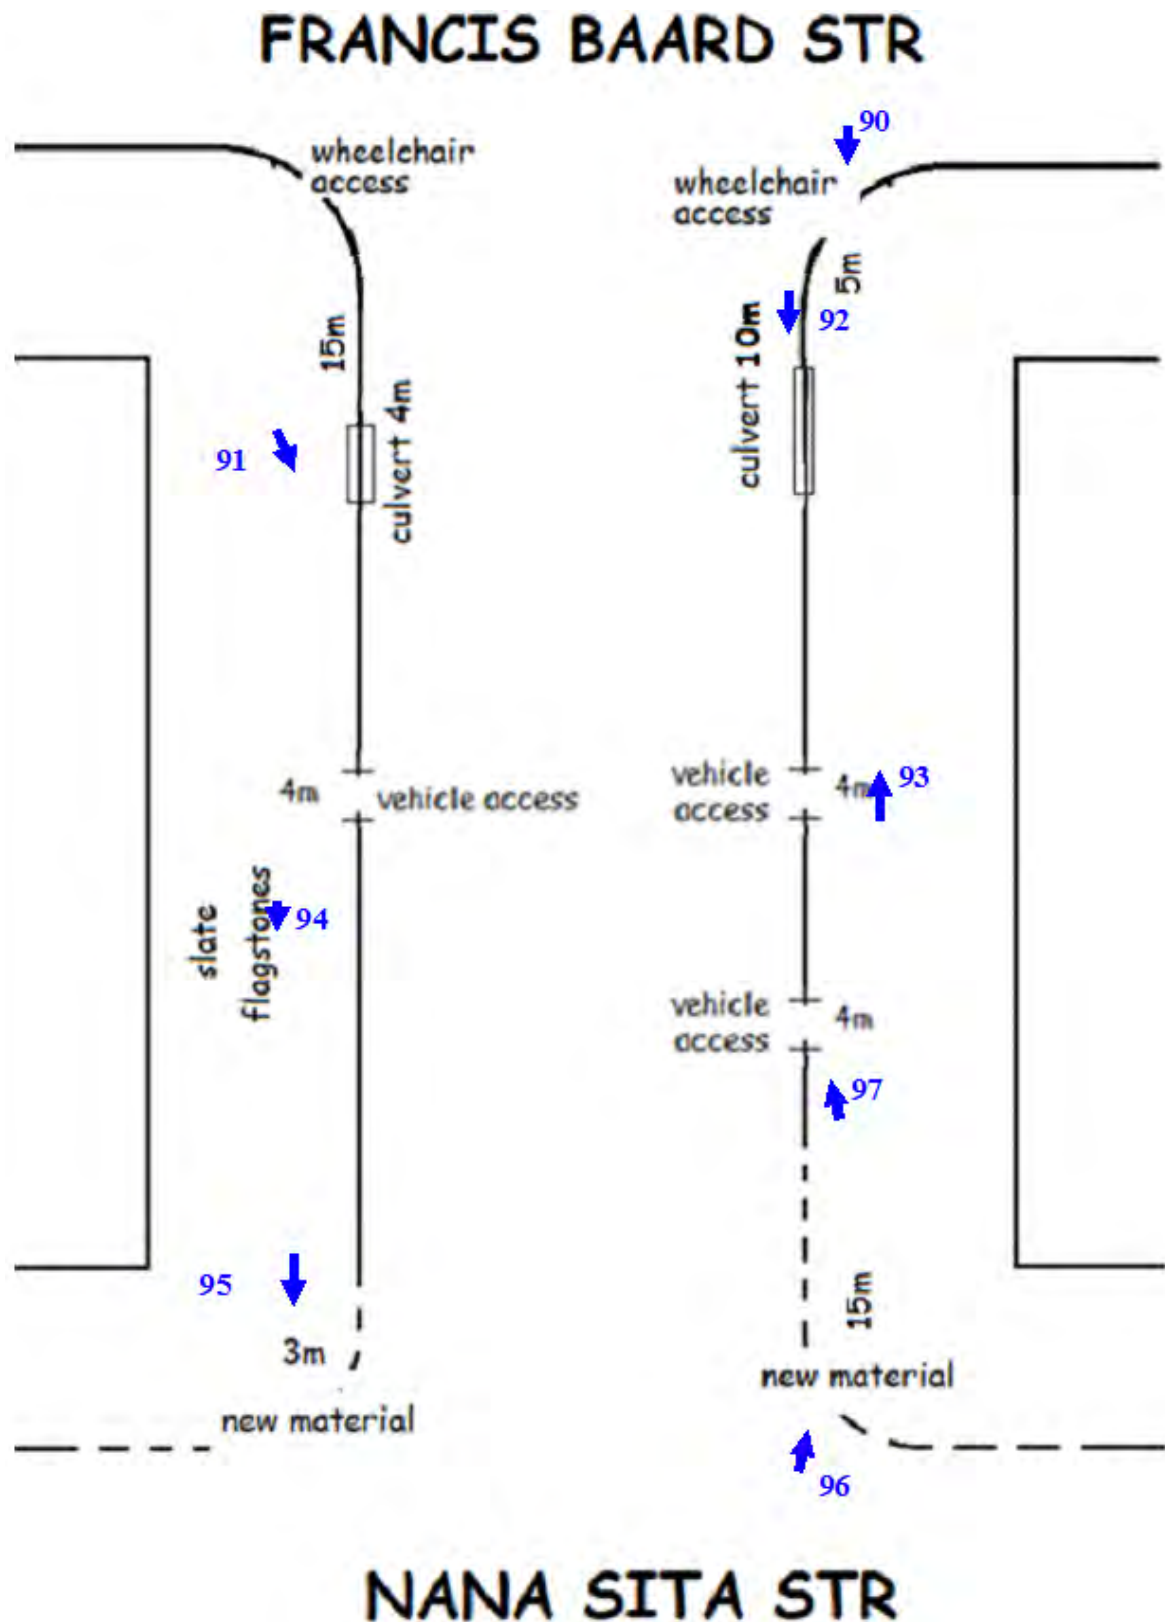 FRANCIS BAARD STR
90
wheelchair
access
wheelchair
access
5m
15m
92
culvert 10m
culvert 4m
91
4m
vehicle access
vehicle
access
4m
93
slate
flagstones
94
vehicle
access
4m
97
95
15m
3m
new material
new material
96
NANA SITA STR